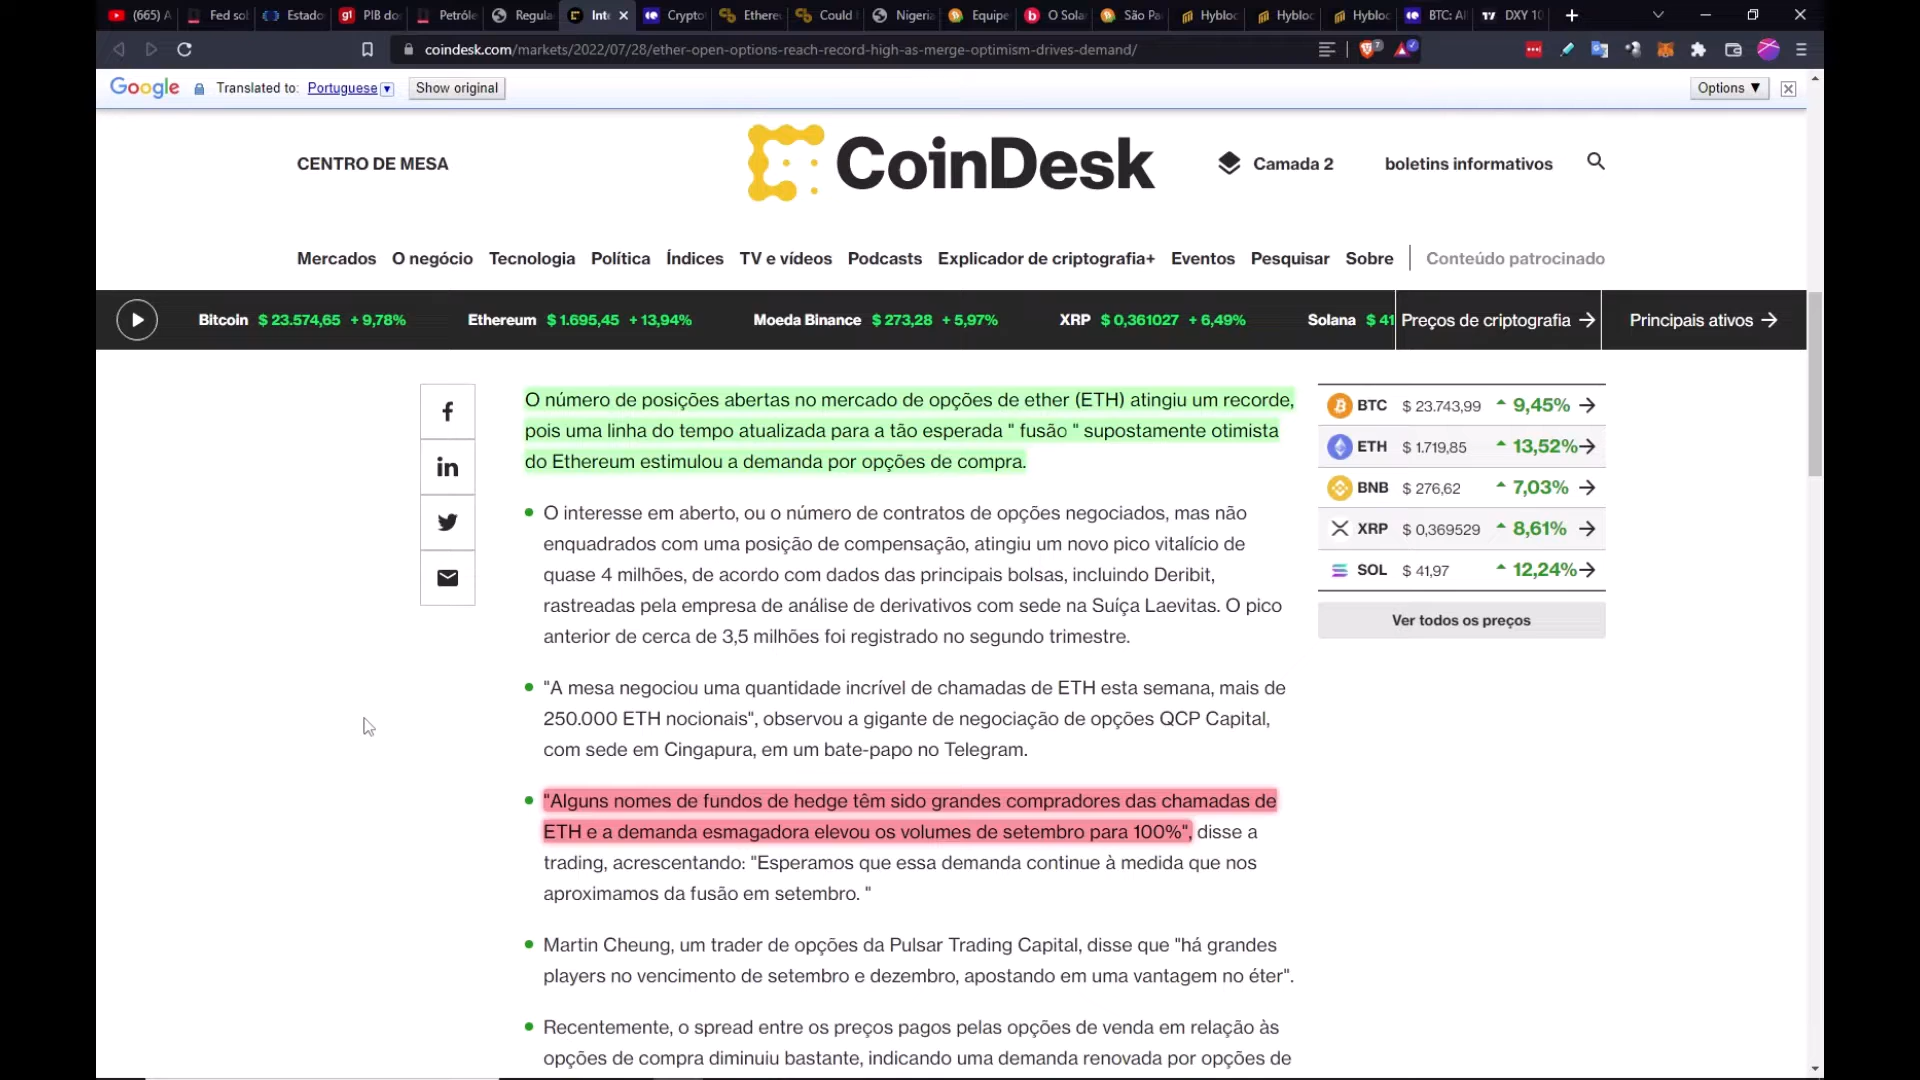 (665) A
Fed sol
Estado
g1 PIB do
Petróle
Regula
Inte
Crypto
Ethere
Could
Nigeria
Equipe
b O Sola
São Pa
Hybloc
Hybloc
Hybloc
BTC: Al
DXY 10
coindesk.com/markets/2022/07/28/ether-open-options-reach-record-high-as-merge-optimism-drives-demand/
Google Translated to: Portuguese Show original Options ▼
CENTRO DE MESA
CoinDesk
Camada 2
boletins informativos
Mercados O negócio Tecnologia Política Índices TV e vídeos Podcasts Explicador de criptografia+ Eventos Pesquisar Sobre Conteúdo patrocinado
Bitcoin $ 23.574,65 + 9,78% Ethereum $ 1.695,45 + 13,94% Moeda Binance $ 273,28 + 5,97% XRP $ 0,361027 + 6,49% Solana $ 41 Preços de criptografia → Principais ativos →
O número de posições abertas no mercado de opções de ether (ETH) atingiu um recorde,
pois uma linha do tempo atualizada para a tão esperada " fusão " supostamente otimista
do Ethereum estimulou a demanda por opções de compra.
O interesse em aberto, ou o número de contratos de opções negociados, mas não
enquadrados com uma posição de compensação, atingiu um novo pico vitalício de
quase 4 milhões, de acordo com dados das principais bolsas, incluindo Deribit,
rastreadas pela empresa de análise de derivativos com sede na Suíça Laevitas. O pico
anterior de cerca de 3,5 milhões foi registrado no segundo trimestre.
"A mesa negociou uma quantidade incrível de chamadas de ETH esta semana, mais de
250.000 ETH nocionais", observou a gigante de negociação de opções QCP Capital,
com sede em Cingapura, em um bate-papo no Telegram.
"Alguns nomes de fundos de hedge têm sido grandes compradores das chamadas de
ETH e a demanda esmagadora elevou os volumes de setembro para 100%", disse a
trading, acrescentando: "Esperamos que essa demanda continue à medida que nos
aproximamos da fusão em setembro. "
Martin Cheung, um trader de opções da Pulsar Trading Capital, disse que "há grandes
players no vencimento de setembro e dezembro, apostando em uma vantagem no éter".
Recentemente, o spread entre os preços pagos pelas opções de venda em relação às
opções de compra diminuiu bastante, indicando uma demanda renovada por opções de
BTC $ 23.743,99 9,45% →
ETH $ 1.719,85 13,52% →
BNB $ 276,62 7,03% →
XRP $ 0,369529 8,61% →
SOL $ 41,97 12,24% →
Ver todos os preços